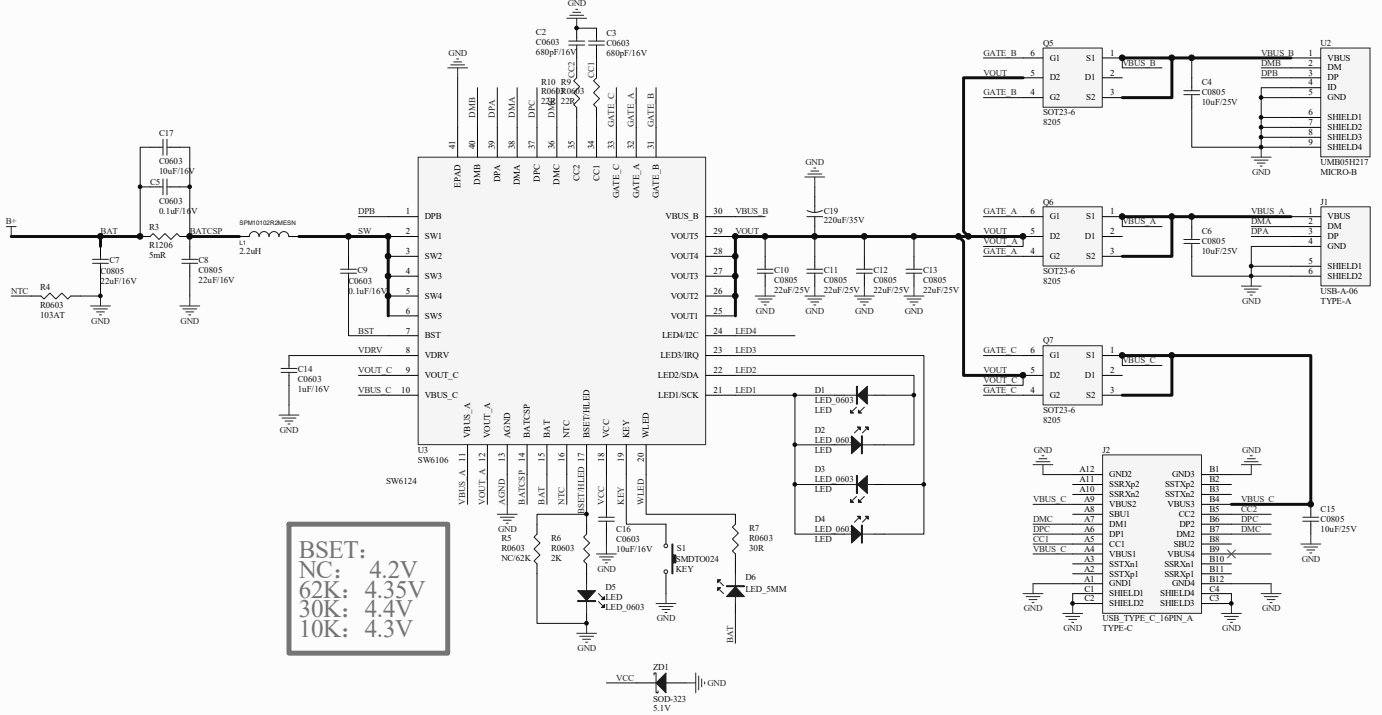 GND
C2
C0603
680pF/16V
C3
C0603
680pF/16V
CC2
CC1
R10
R9
22R
22R
GND
DMB
DPA
DMA
DPC
DMC
GATE_C
GATE_A
GATE_B
41
40
39
38
37
36
35
34
33
32
31
EPAD
DMB
DPA
DMA
DPC
DMC
CC2
CC1
GATE_C
GATE_A
GATE_B
C17
C0603
10uF/16V
C5
C0603
0.1uF/16V
B+
BAT
R3
R1206
5mR
BATCSP
SPM10102R2MESN
L1
2.2uH
C7
C0805
22uF/16V
C8
C0805
22uF/16V
NTC
R4
R0603
103AT
GND
GND
C9
C0603
0.1uF/16V
DPB 1 DPB
SW 2 SW1
3 SW2
4 SW3
5 SW4
6 SW5
BST 7 BST
VDRV 8 VDRV
VOUT_C 9 VOUT_C
VBUS_C 10 VBUS_C
C14
C0603
1uF/16V
GND
VBUS_B 30 VBUS_B
VOUT5 29 VOUT
VOUT4 28
VOUT3 27
VOUT2 26
VOUT1 25
LED4/I2C 24 LED4
LED3/IRQ 23 LED3
LED2/SDA 22 LED2
LED1/SCK 21 LED1
VBUS_A
VOUT_A
AGND
BATCSP
BAT
NTC
BSET/HLED
VCC
KEY
WLED
U3
SW6106
SW6124
11
12
13
14
15
16
17
18
19
20
VBUS_A
VOUT_A
AGND
BATCSP
BAT
NTC
BSET/HLED
VCC
KEY
WLED
GND
GND
C19
220uF/35V
C10
C0805
22uF/25V
GND
C11
C0805
22uF/25V
GND
C12
C0805
22uF/25V
GND
C13
C0805
22uF/25V
GND
D1
LED_0603
LED
D2
LED_0603
LED
D3
LED_0603
LED
D4
LED_0603
LED
R5
R0603
NC/62K
R6
R0603
2K
D5
LED
LED_0603
GND
C16
C0603
10uF/16V
GND
S1
SMDTO024
KEY
GND
R7
R0603
30R
D6
LED_5MM
BAT
VCC
ZD1
SOD-323
5.1V
GND
BSET:
NC: 4.2V
62K: 4.35V
30K: 4.4V
10K: 4.3V
Q5
GATE_B 6 G1 S1 1
VOUT 5 D2 D1 2 VBUS_B
GATE_B 4 G2 S2 3
SOT23-6
8205
C4
C0805
10uF/25V
U2
VBUS_B 1 VBUS
DMB 2 DM
DPB 3 DP
4 ID
5 GND
6 SHIELD1
7 SHIELD2
8 SHIELD3
9 SHIELD4
UMB05H217
MICRO-B
GND
Q6
GATE_A 6 G1 S1 1
VOUT 5 D2 D1 2 VBUS_A
VOUT_A
GATE_A 4 G2 S2 3
SOT23-6
8205
C6
C0805
10uF/25V
J1
VBUS_A 1 VBUS
DMA 2 DM
DPA 3 DP
4 GND
5 SHIELD1
6 SHIELD2
USB-A-06
TYPE-A
GND
Q7
GATE_C 6 G1 S1 1
VOUT 5 D2 D1 2 VBUS_C
VOUT_C
GATE_C 4 G2 S2 3
SOT23-6
8205
J2
GND A12 GND2 GND3 B1 GND
A11 SSRXp2 SSTXp2 B2
A10 SSRXn2 SSTXn2 B3
VBUS_C A9 VBUS2 VBUS3 B4 VBUS_C
A8 SBU1 CC2 B5 CC2
DMC A7 DM1 DP2 B6 DPC
DPC A6 DP1 DM2 B7 DMC
CC1 A5 CC1 SBU2 B8
VBUS_C A4 VBUS1 VBUS4 B9
A3 SSTXn1 SSRXn1 B10
A2 SSTXp1 SSRXp1 B11
A1 GND1 GND4 B12
C1 SHIELD1 SHIELD4 C4
C2 SHIELD2 SHIELD3 C3
GND
GND
GND
GND
USB_TYPE_C_16PIN_A
TYPE-C
C15
C0805
10uF/25V
GND